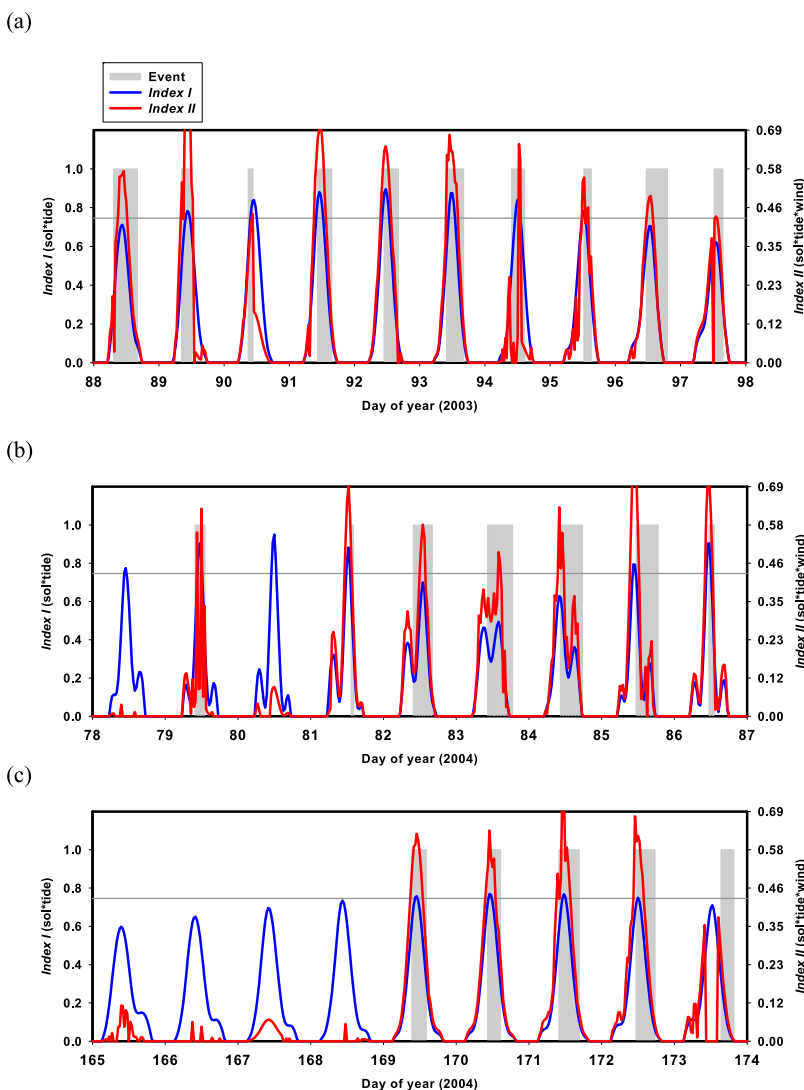 (a)
Event
Index I
Index II
Index I (sol*tide)
1.0
0.8
0.6
0.4
0.2
0.0
0.69
0.58
0.46
0.35
0.23
0.12
0.00
Index II (sol*tide*wind)
88 89 90 91 92 93 94 95 96 97 98
Day of year (2003)
(b)
Index I (sol*tide)
1.0
0.8
0.6
0.4
0.2
0.0
0.69
0.58
0.46
0.35
0.23
0.12
0.00
Index II (sol*tide*wind)
78 79 80 81 82 83 84 85 86 87
Day of year (2004)
(c)
Index I (sol*tide)
1.0
0.8
0.6
0.4
0.2
0.0
0.69
0.58
0.46
0.35
0.23
0.12
0.00
Index II (sol*tide*wind)
165 166 167 168 169 170 171 172 173 174
Day of year (2004)